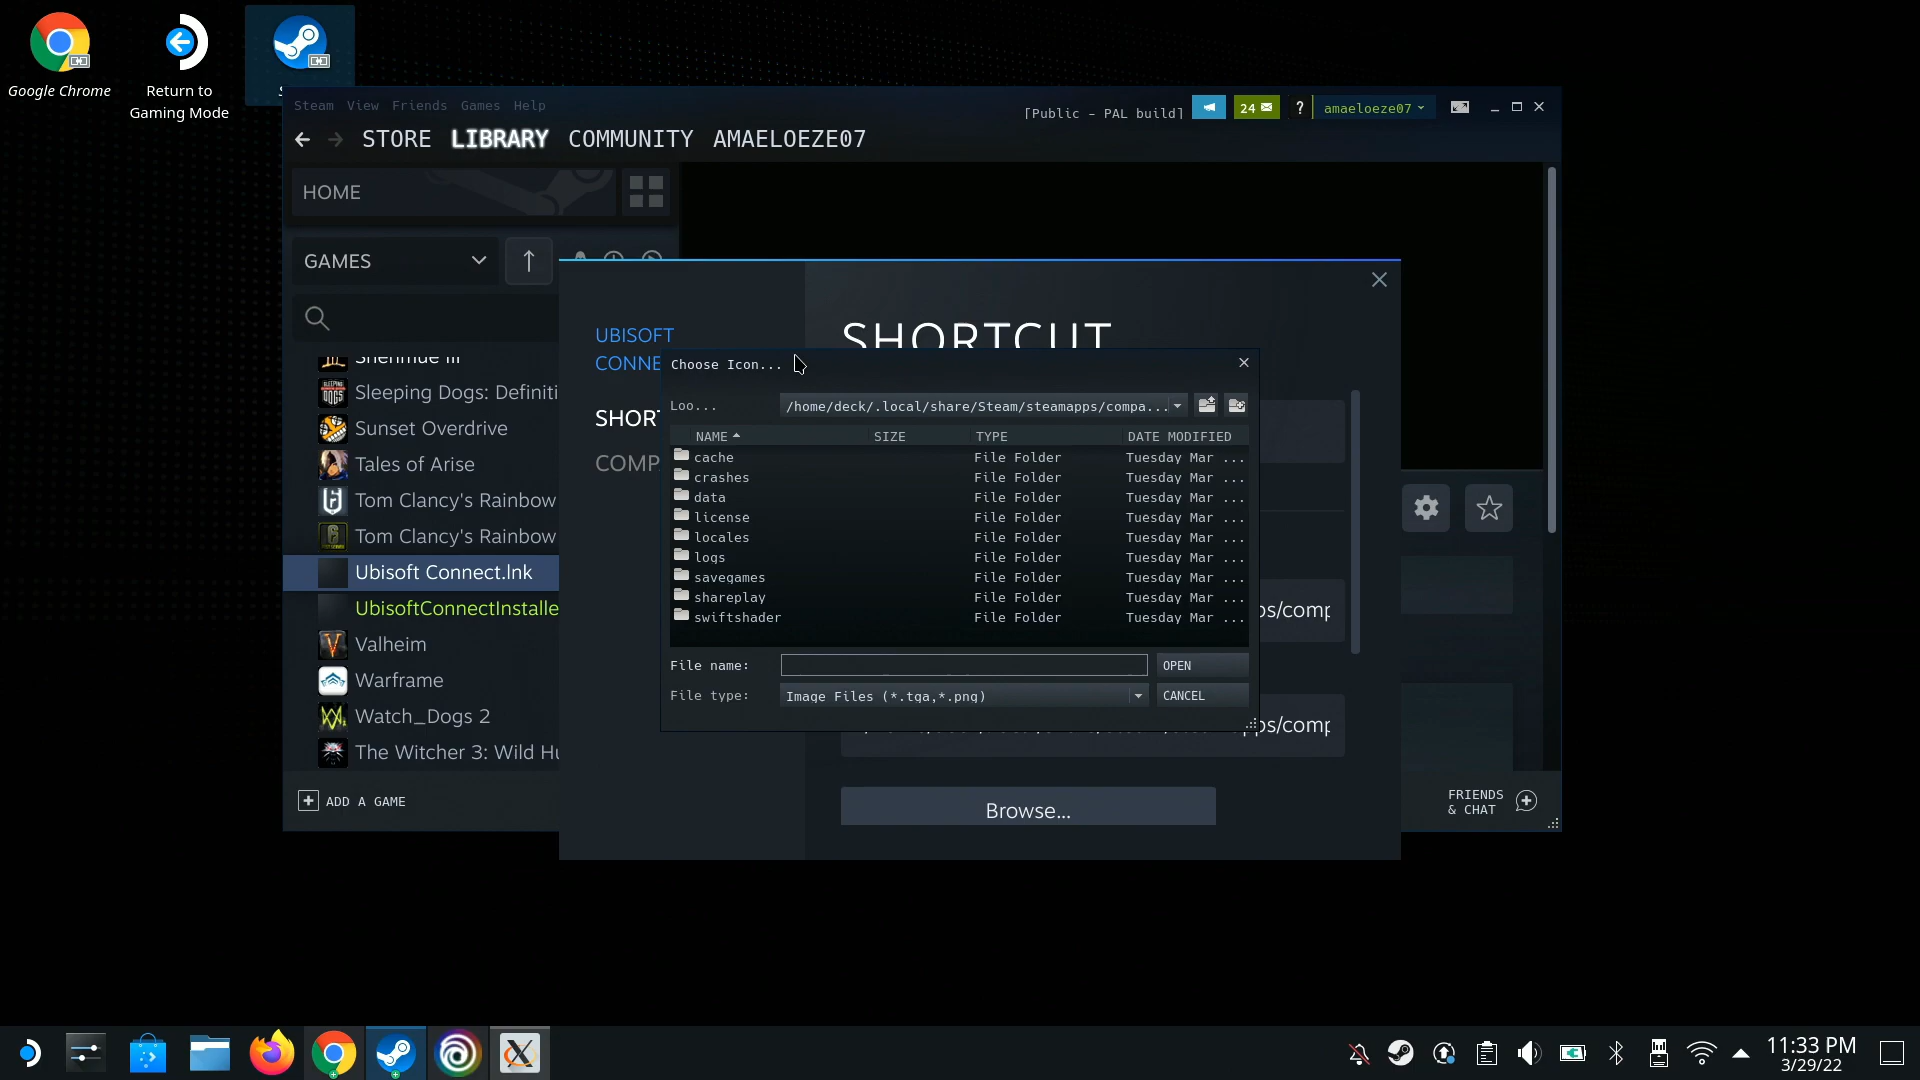 Google Chrome
Return to
Gaming Mode
Steam View Friends Games Help
[Public - PAL build]
24
?
amaeloeze07
STORE LIBRARY COMMUNITY AMAELOEZE07
HOME
GAMES
Shenmue III
Sleeping Dogs: Definiti
Sunset Overdrive
Tales of Arise
Tom Clancy's Rainbow
Tom Clancy's Rainbow
Ubisoft Connect.lnk
UbisoftConnectInstalle
Valheim
Warframe
Watch_Dogs 2
The Witcher 3: Wild Hu
ADD A GAME
UBISOFT
CONNE
SHORT
COMP
SHORTCUT
Choose Icon...
Loo...
/home/deck/.local/share/Steam/steamapps/compa...
NAME SIZE TYPE DATE MODIFIED
cache File Folder Tuesday Mar ...
crashes File Folder Tuesday Mar ...
data File Folder Tuesday Mar ...
license File Folder Tuesday Mar ...
locales File Folder Tuesday Mar ...
logs File Folder Tuesday Mar ...
savegames File Folder Tuesday Mar ...
shareplay File Folder Tuesday Mar ...
swiftshader File Folder Tuesday Mar ...
File name:
OPEN
File type:
Image Files (*.tga,*.png)
CANCEL
ps/comp
ps/comp
Browse...
FRIENDS
& CHAT
11:33 PM
3/29/22